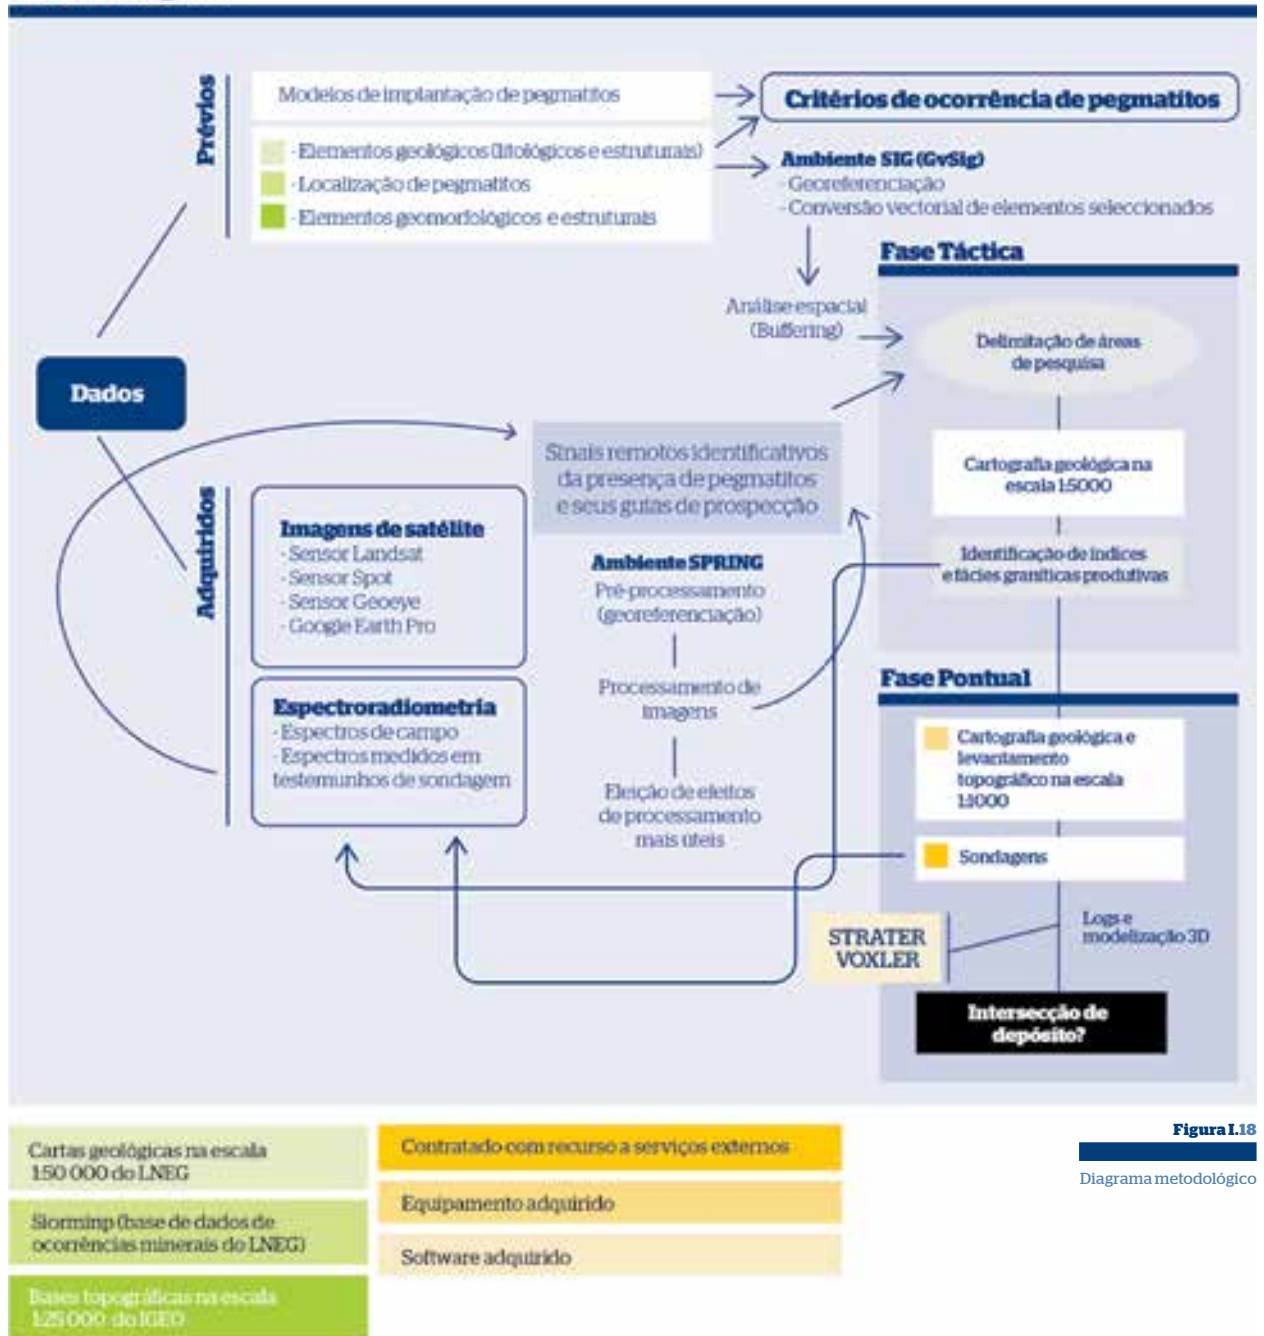 Prévios
Modelos de implantação de pegmatitos
- Elementos geológicos (litológicos e estruturais)
- Localização de pegmatitos
- Elementos geomorfológicos e estruturais
Critérios de ocorrência de pegmatitos
Ambiente SIG (GvSig)
- Georeferenciação
- Conversão vectorial de elementos seleccionados
Análise espacial
(Buffering)
Fase Táctica
Delimitação de áreas
de pesquisa
Cartografia geológica na
escala 1:5000
Identificação de índices
e fácies graníticas produtivas
Dados
Adquiridos
Imagens de satélite
- Sensor Landsat
- Sensor Spot
- Sensor Geoeye
- Google Earth Pro
Espectroradiometria
- Espectros de campo
- Espectros medidos em
testemunhos de sondagem
Sinais remotos identificativos
da presença de pegmatitos
e seus guias de prospecção
Ambiente SPRING
Pré-processamento
(georeferenciação)
Processamento de
imagens
Eleição de efeitos
de processamento
mais úteis
Fase Pontual
Cartografia geológica e
levantamento
topográfico na escala
1:1000
Sondagens
STRATER
VOXLER
Logs e
modelização 3D
Intersecção de
depósito?
Cartas geológicas na escala
1:50 000 do LNEG
Siorminp (base de dados de
ocorrências minerais do LNEG)
Bases topográficas na escala
1:25 000 do IGEO
Contratado com recurso a serviços externos
Equipamento adquirido
Software adquirido
Figura I.18
Diagrama metodológico